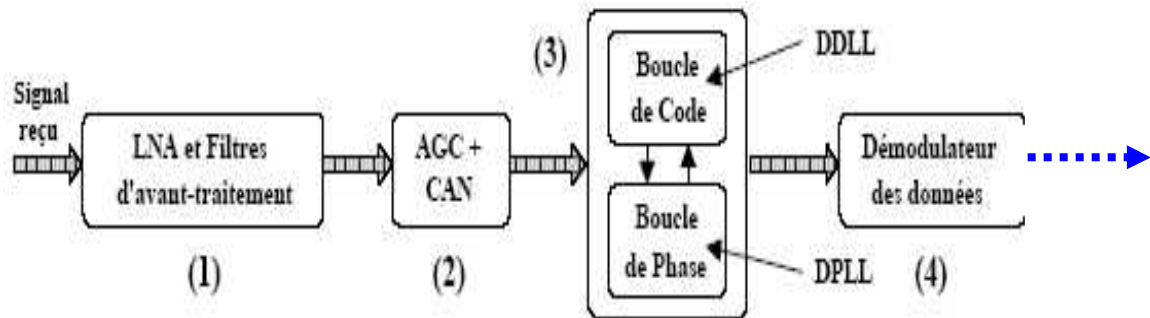 Signal
reçu
LNA et Filtres
d'avant-traitement
(1)
AGC +
CAN
(2)
(3)
Boucle
de Code
DDLL
Boucle
de Phase
DPLL
Démodulateur
des données
(4)